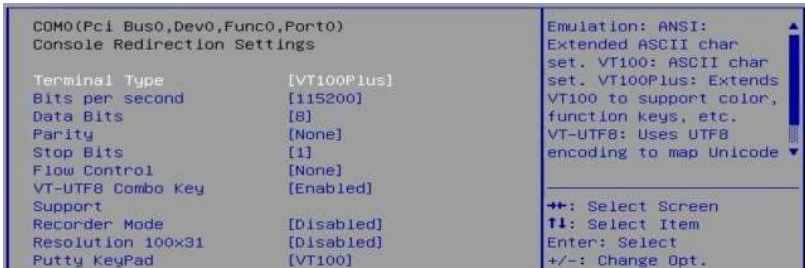 COM0(Pci Bus0,Dev0,Func0,Port0)
Console Redirection Settings
Terminal Type [VT100Plus]
Bits per second [115200]
Data Bits [8]
Parity [None]
Stop Bits [1]
Flow Control [None]
VT-UTF8 Combo Key [Enabled]
Support
Recorder Mode [Disabled]
Resolution 100x31 [Disabled]
Putty KeyPad [VT100]
Emulation: ANSI:
Extended ASCII char
set. VT100: ASCII char
set. VT100Plus: Extends
VT100 to support color,
function keys, etc.
VT-UTF8: Uses UTF8
encoding to map Unicode
→←: Select Screen
↑↓: Select Item
Enter: Select
+/-: Change Opt.